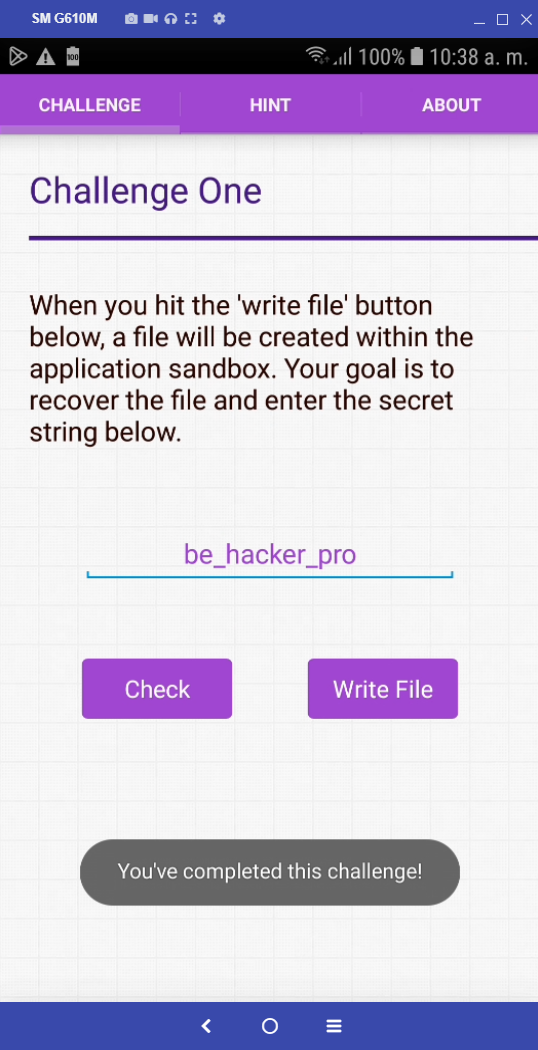 SM G610M
100 100% 10:38 a. m.
CHALLENGE HINT ABOUT
Challenge One
When you hit the 'write file' button
below, a file will be created within the
application sandbox. Your goal is to
recover the file and enter the secret
string below.
be_hacker_pro
Check Write File
You've completed this challenge!